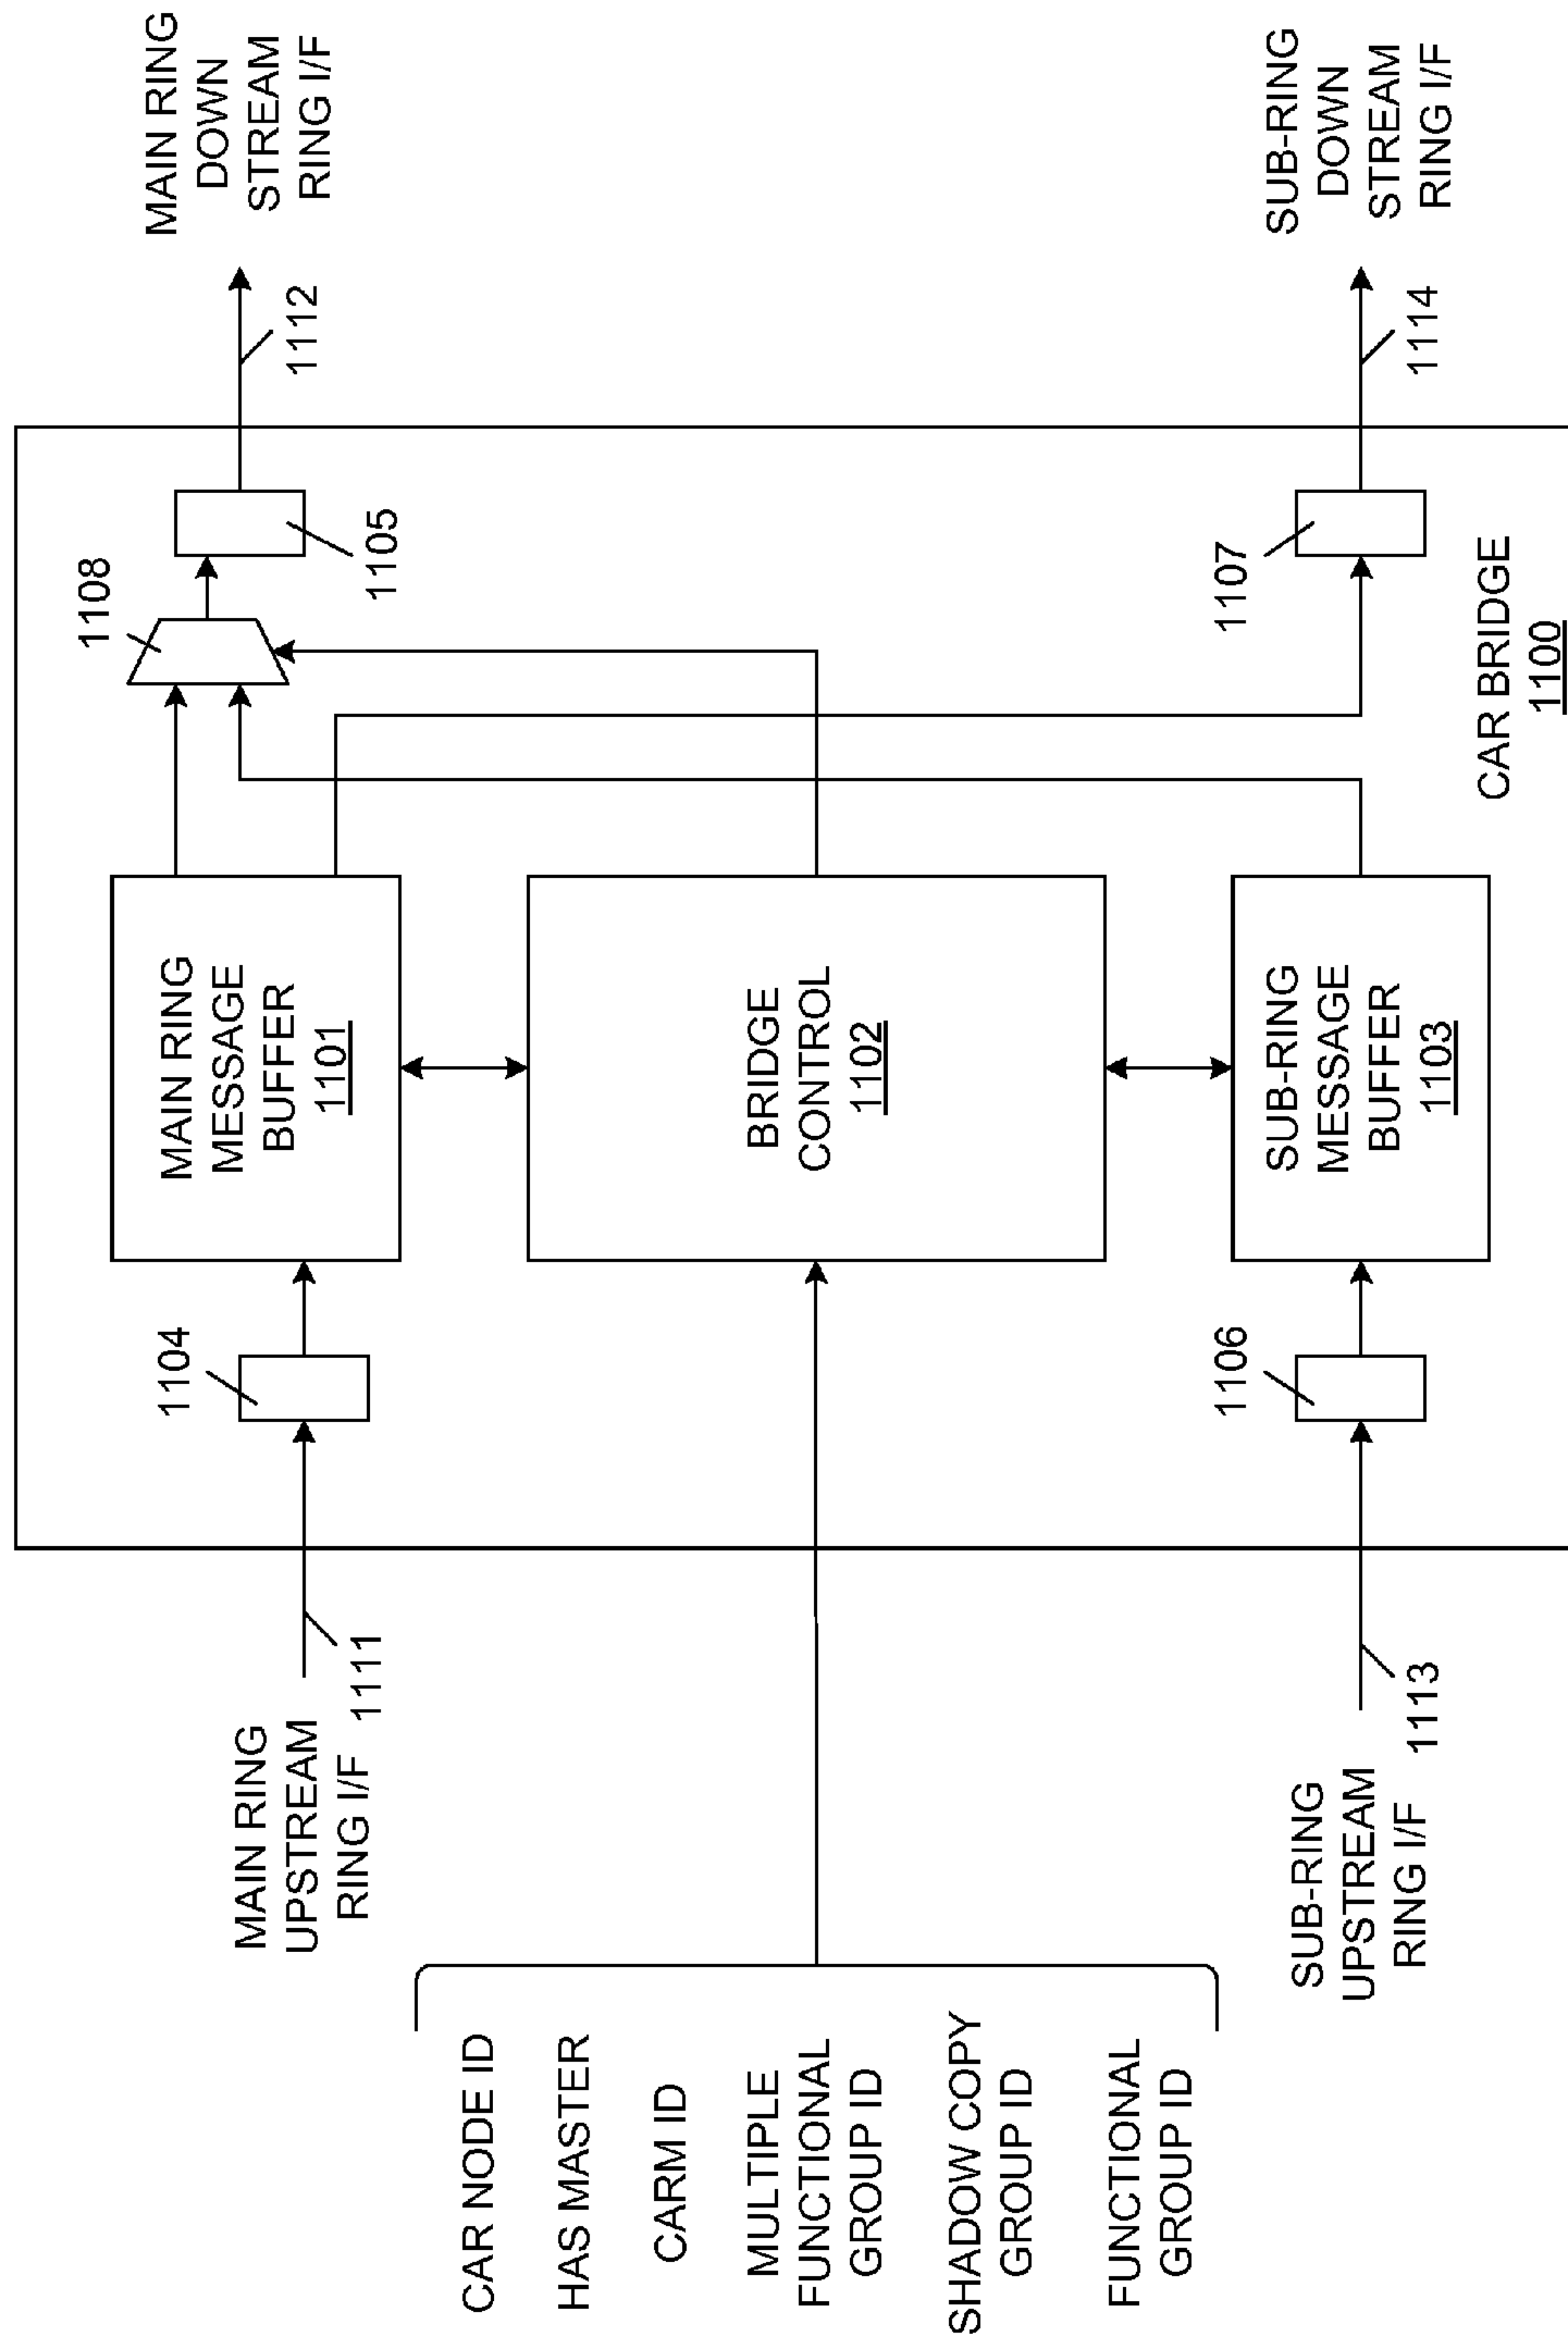 MAIN RING
UPSTREAM
RING I/F
1111
1104
MAIN RING
MESSAGE
BUFFER
1101
1108
1105
1112
MAIN RING
DOWN
STREAM
RING I/F
CAR NODE ID
HAS MASTER
CARM ID
MULTIPLE
FUNCTIONAL
GROUP ID
SHADOW COPY
GROUP ID
FUNCTIONAL
GROUP ID
BRIDGE
CONTROL
1102
SUB-RING
UPSTREAM
RING I/F
1113
1106
SUB-RING
MESSAGE
BUFFER
1103
1107
1114
SUB-RING
DOWN
STREAM
RING I/F
CAR BRIDGE
1100